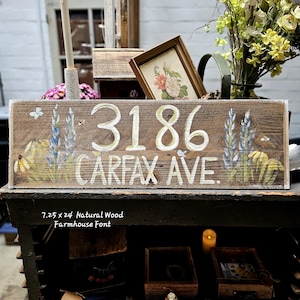 3186
CARFAX AVE.
7.25 x 24 Natural Wood
Farmhouse Font